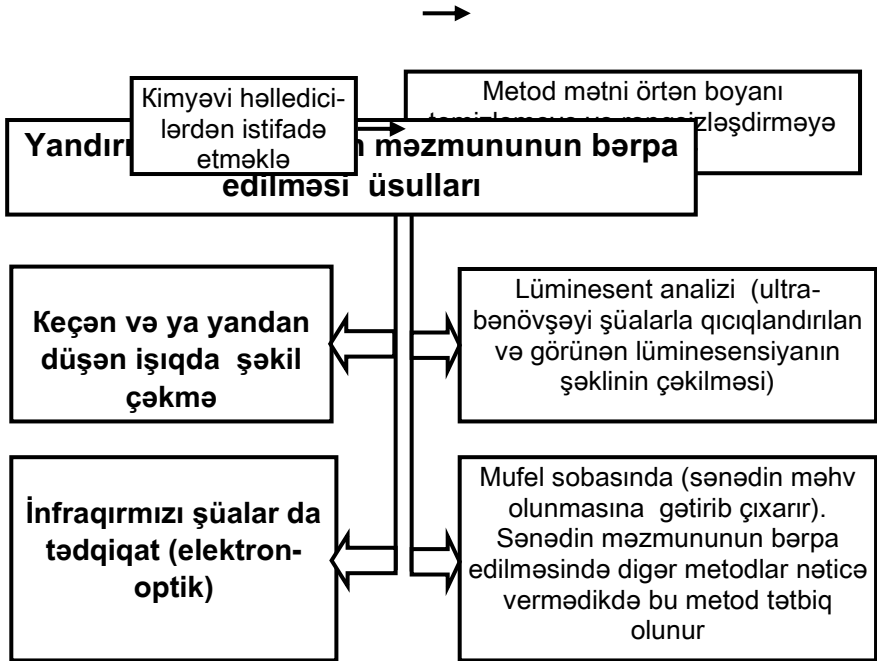 Kimyəvi həlledici-
lərdən istifadə
etməklə
Metod mətni örtən boyanı
Yandırı məzmununun bərpa
edilməsi üsulları
Keçən və ya yandan
düşən işıqda şəkil
çəkmə
Lüminesent analizi (ultra-
bənövşəyi şüalarla qıcıqlandırılan
və görünən lüminesensiyanın
şəklinin çəkilməsi)
İnfraqırmızı şüalar da
tədqiqat (elektron-
optik)
Mufel sobasında (sənədin məhv
olunmasına gətirib çıxarır).
Sənədin məzmununun bərpa
edilməsində digər metodlar nəticə
vermədikdə bu metod tətbiq
olunur